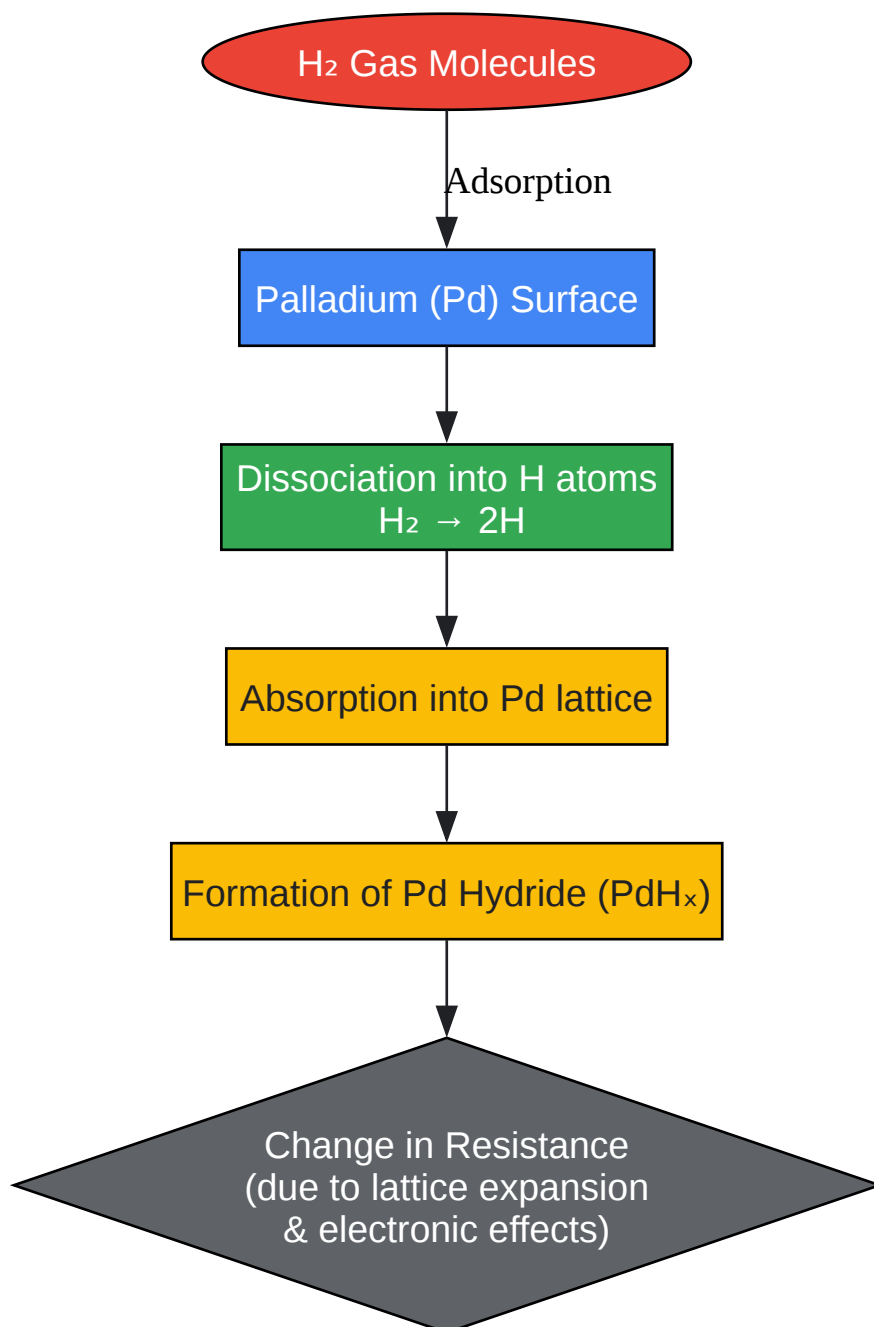 H₂ Gas Molecules
Adsorption
Palladium (Pd) Surface
Dissociation into H atoms
H₂ → 2H
Absorption into Pd lattice
Formation of Pd Hydride (PdHₓ)
Change in Resistance
(due to lattice expansion
& electronic effects)